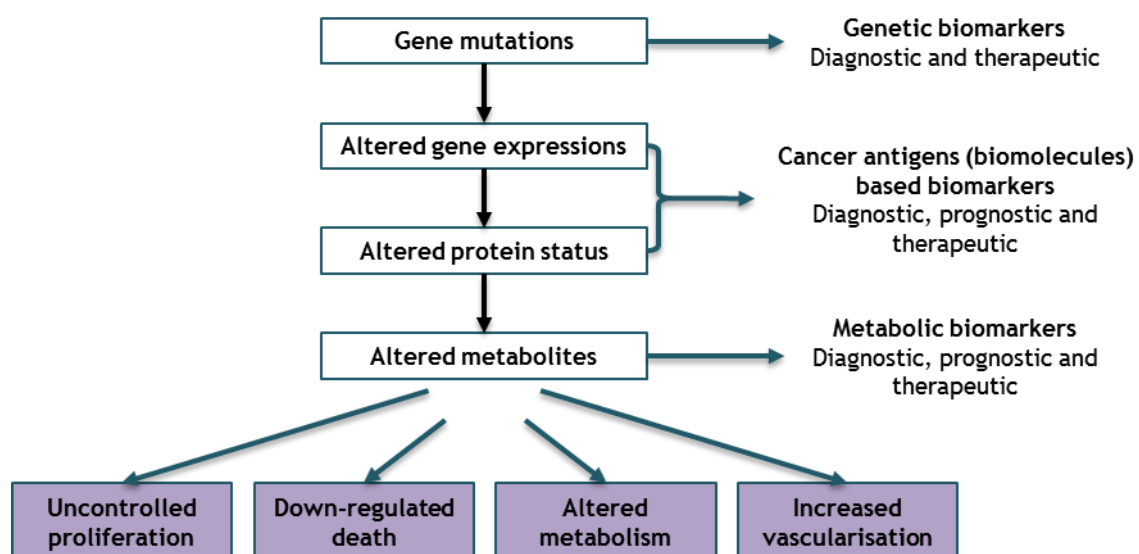 Gene mutations
Genetic biomarkers
Diagnostic and therapeutic
Altered gene expressions
Cancer antigens (biomolecules)
based biomarkers
Diagnostic, prognostic and
therapeutic
Altered protein status
Altered metabolites
Metabolic biomarkers
Diagnostic, prognostic and
therapeutic
Uncontrolled
proliferation
Down-regulated
death
Altered
metabolism
Increased
vascularisation